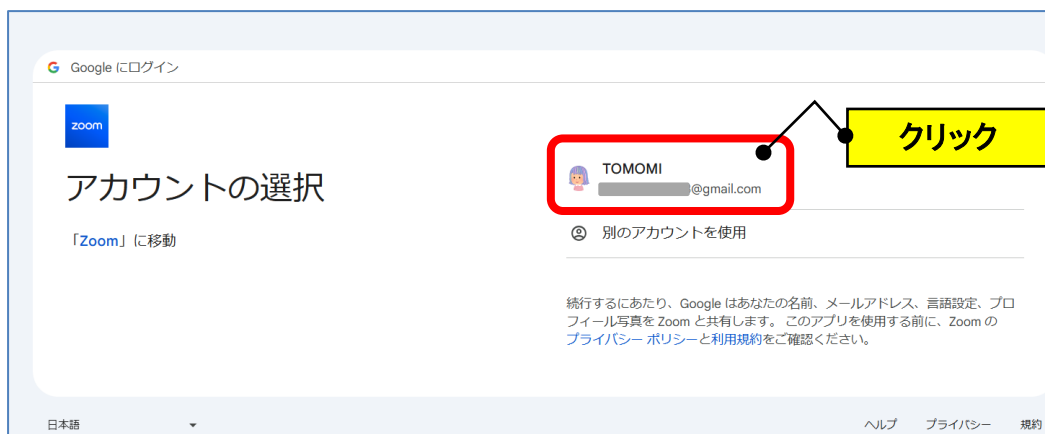 Google にログイン
zoom
アカウントの選択
「Zoom」に移動
クリック
TOMOMI
@gmail.com
別のアカウントを使用
続行するにあたり、Google はあなたの名前、メールアドレス、言語設定、プロ
フィール写真を Zoom と共有します。 このアプリを使用する前に、Zoom の
プライバシー ポリシーと利用規約をご確認ください。
日本語
ヘルプ プライバシー 規約